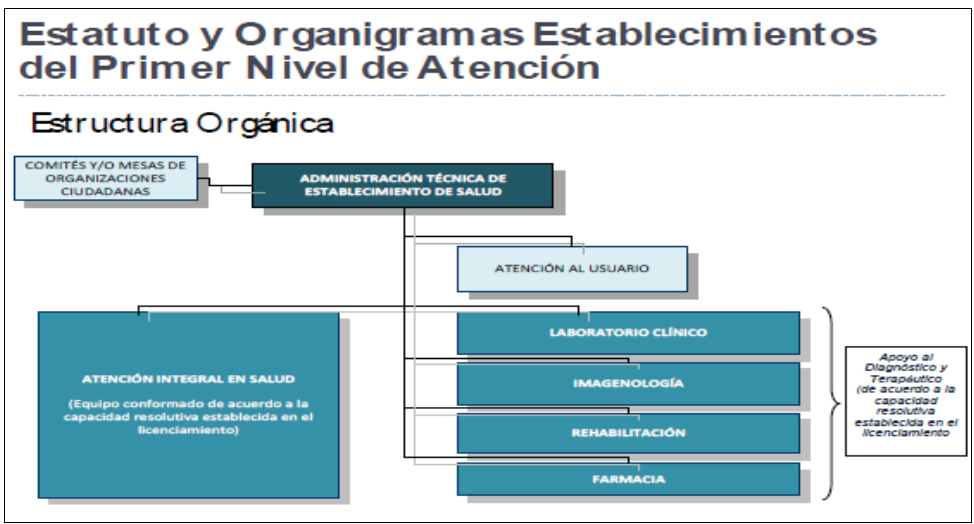 Estatuto y Organigramas Establecimientos
del Primer Nivel de Atención
Estructura Orgánica
COMITÉS Y/O MESAS DE
ORGANIZACIONES
CIUDADANAS
ADMINISTRACIÓN TÉCNICA DE
ESTABLECIMIENTO DE SALUD
ATENCIÓN AL USUARIO
ATENCIÓN INTEGRAL EN SALUD
(Equipo conformado de acuerdo a la
capacidad resolutiva establecida en el
licenciamiento)
LABORATORIO CLÍNICO
IMAGENOLOGÍA
REHABILITACIÓN
FARMACIA
Apoyo al
Diagnóstico y
Terapéutico
(de acuerdo a la
capacidad
resolutiva
establecida en el
licenciamiento